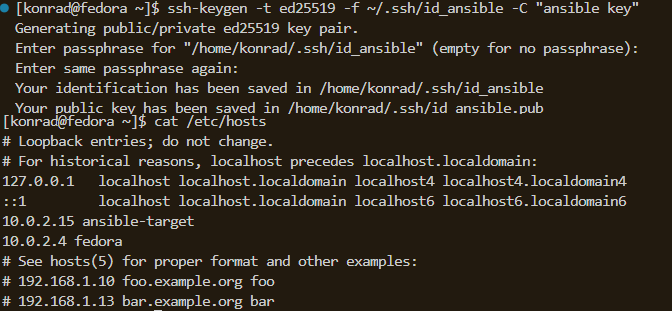 [konrad@fedora ~]$ ssh-keygen -t ed25519 -f ~/.ssh/id_ansible -C "ansible key"
Generating public/private ed25519 key pair.
Enter passphrase for "/home/konrad/.ssh/id_ansible" (empty for no passphrase):
Enter same passphrase again:
Your identification has been saved in /home/konrad/.ssh/id_ansible
Your public key has been saved in /home/konrad/.ssh/id_ansible.pub
[konrad@fedora ~]$ cat /etc/hosts
# Loopback entries; do not change.
# For historical reasons, localhost precedes localhost.localdomain:
127.0.0.1   localhost localhost.localdomain localhost4 localhost4.localdomain4
::1         localhost localhost.localdomain localhost6 localhost6.localdomain6
10.0.2.15 ansible-target
10.0.2.4 fedora
# See hosts(5) for proper format and other examples:
# 192.168.1.10 foo.example.org foo
# 192.168.1.13 bar.example.org bar